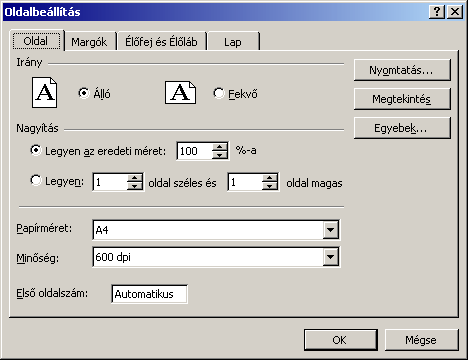 Oldalbeállítás
Oldal Margók Élőfej és Élőláb Lap
Irány
A Álló A Fekvő
Nyomtatás...
Megtekintés
Egyebek...
Nagyítás
Legyen az eredeti méret: 100 %-a
Legyen: 1 oldal széles és 1 oldal magas
Papírméret: A4
Minőség: 600 dpi
Első oldalszám: Automatikus
OK Mégse